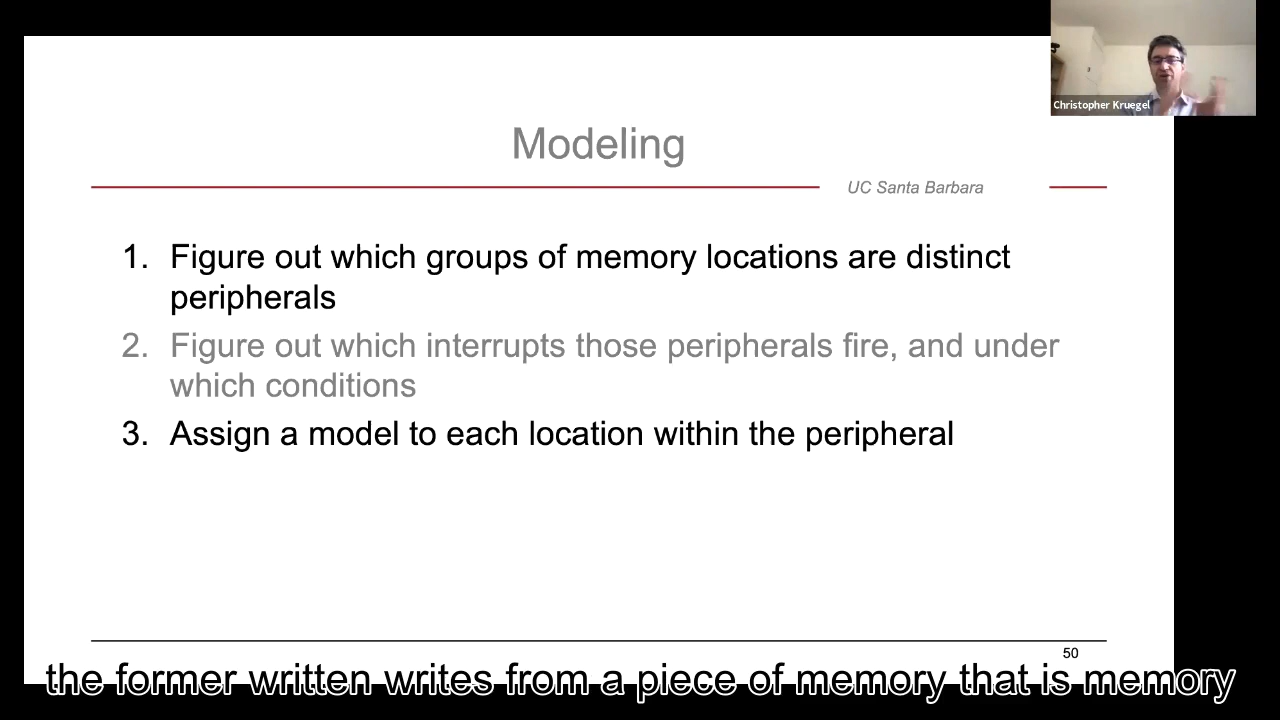 Christopher Kruegel
Modeling
UC Santa Barbara
1. Figure out which groups of memory locations are distinct
peripherals
2. Figure out which interrupts those peripherals fire, and under
which conditions
3. Assign a model to each location within the peripheral
50
the former written writes from a piece of memory that is memory